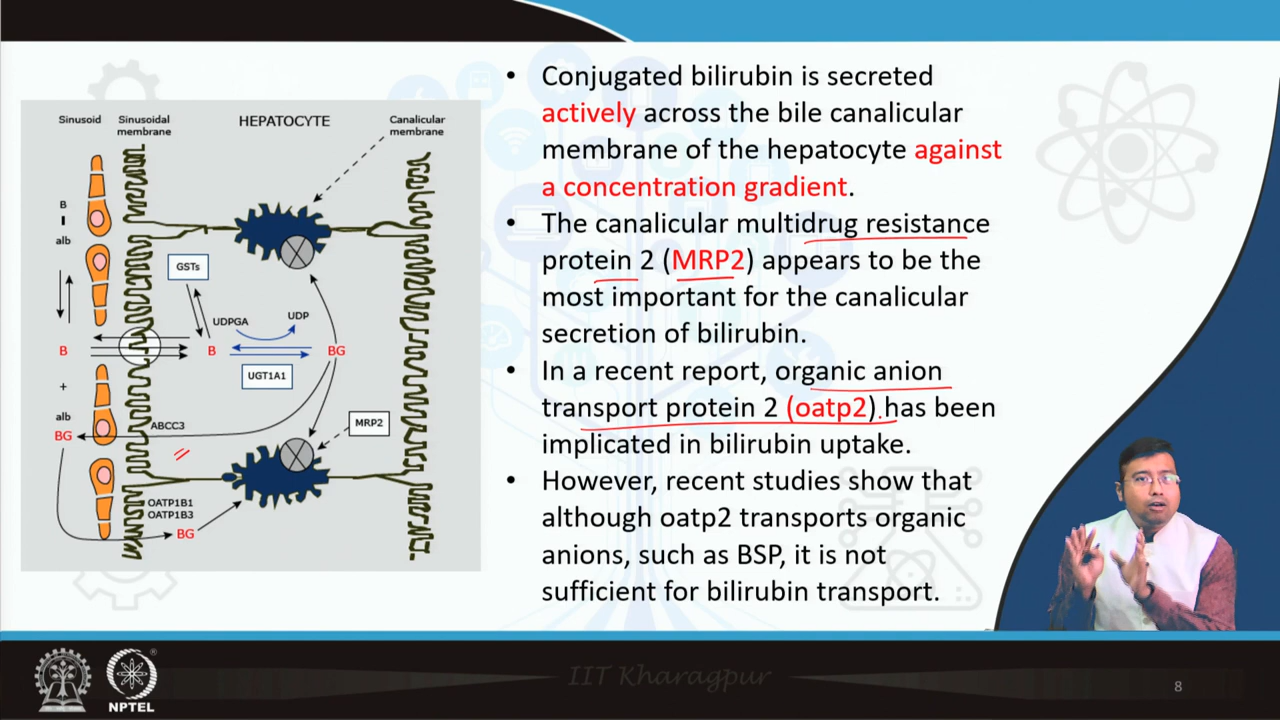 Sinusoid
Sinusoidal
membrane
HEPATOCYTE
Canalicular
membrane
B
alb
GSTs
UDPGA
UDP
B
B
BG
UGT1A1
+
alb
BG
ABCC3
MRP2
OATP1B1
OATP1B3
BG
• Conjugated bilirubin is secreted
actively across the bile canalicular
membrane of the hepatocyte against
a concentration gradient.
• The canalicular multidrug resistance
protein 2 (MRP2) appears to be the
most important for the canalicular
secretion of bilirubin.
• In a recent report, organic anion
transport protein 2 (oatp2) has been
implicated in bilirubin uptake.
• However, recent studies show that
although oatp2 transports organic
anions, such as BSP, it is not
sufficient for bilirubin transport.
NPTEL
IIT Kharagpur
8